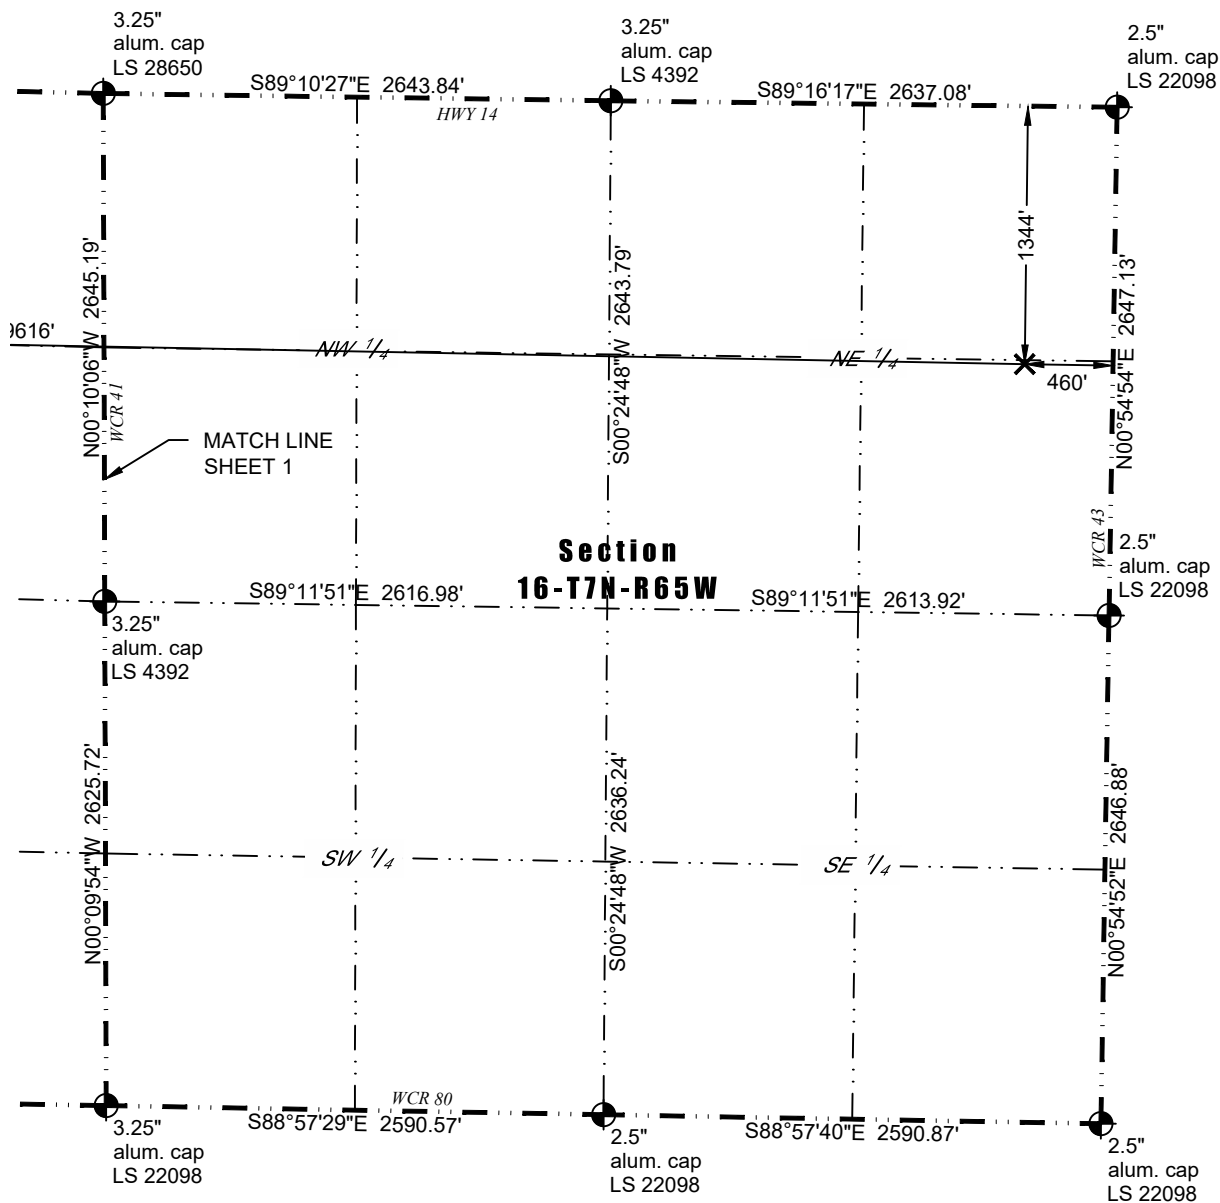 3.25"
alum. cap
LS 28650
3.25"
alum. cap
LS 4392
2.5"
alum. cap
LS 22098
S89°10'27"E 2643.84'
S89°16'17"E 2637.08'
HWY 14
1344'
N00°10'06"W 2645.19'
S00°24'48"W 2643.79'
N00°54'54"E 2647.13'
9616'
NW 1/4
NE 1/4
460'
WCR 41
MATCH LINE
SHEET 1
WCR 43
Section
16-T7N-R65W
2.5"
alum. cap
LS 22098
S89°11'51"E 2616.98'
S89°11'51"E 2613.92'
3.25"
alum. cap
LS 4392
N00°09'54"W 2625.72'
S00°24'48"W 2636.24'
N00°54'52"E 2646.88'
SW 1/4
SE 1/4
WCR 80
S88°57'29"E 2590.57'
S88°57'40"E 2590.87'
3.25"
alum. cap
LS 22098
2.5"
alum. cap
LS 22098
2.5"
alum. cap
LS 22098